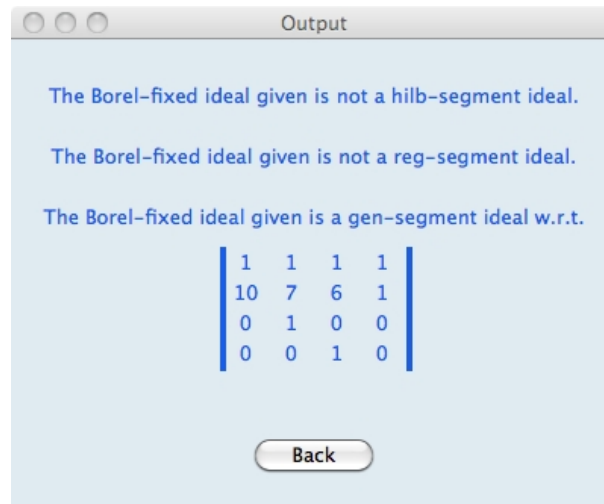 Output
The Borel-fixed ideal given is not a hilb-segment ideal.
The Borel-fixed ideal given is not a reg-segment ideal.
The Borel-fixed ideal given is a gen-segment ideal w.r.t.
1 1 1 1
10 7 6 1
0 1 0 0
0 0 1 0
Back